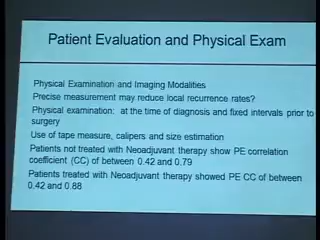 Patient Evaluation and Physical Exam
Physical Examination and Imaging Modalities
Precise measurement may reduce local recurrence rates?
Physical examination: at the time of diagnosis and fixed intervals prior to
surgery
Use of tape measure, calipers and size estimation
Patients not treated with Neoadjuvant therapy show PE correlation
coefficient (CC) of between 0.42 and 0.79
Patients treated with Neoadjuvant therapy showed PE CC of between
0.42 and 0.88